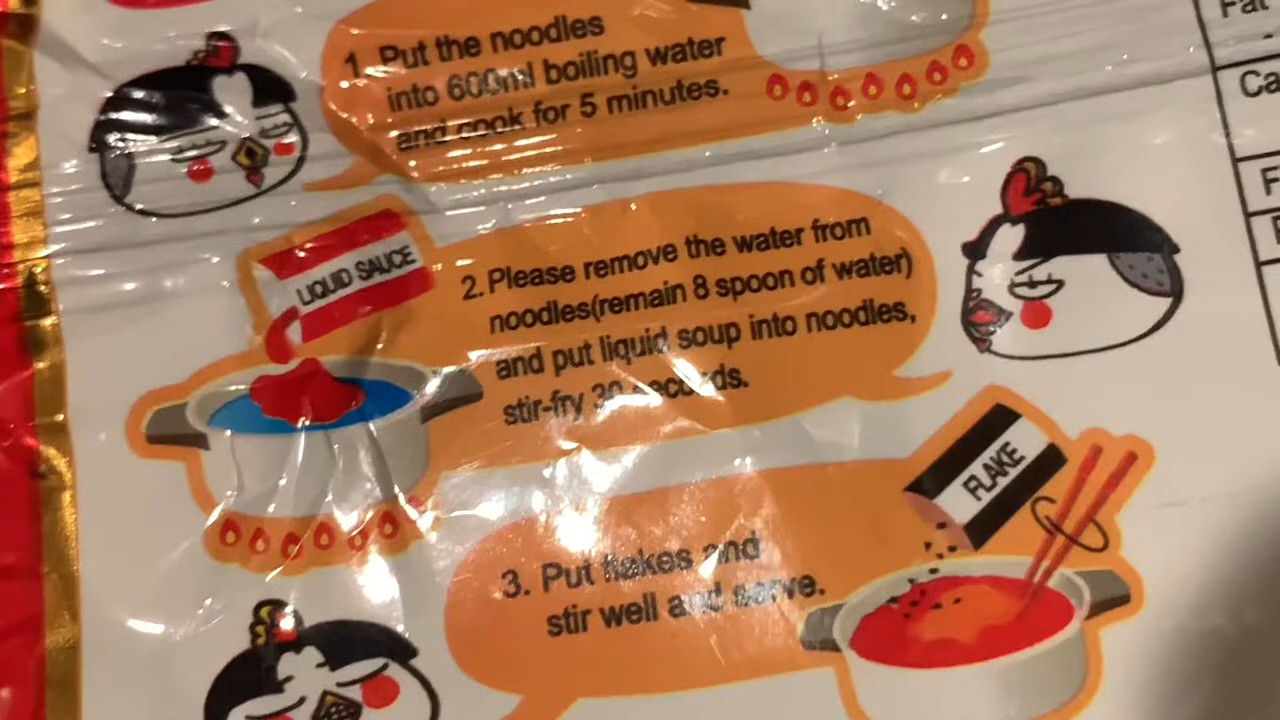 1. Put the noodles
into 600ml boiling water
and cook for 5 minutes.
LIQUID SAUCE
2. Please remove the water from
noodles(remain 8 spoon of water)
and put liquid soup into noodles,
stir-fry 30 seconds.
FLAKE
3. Put flakes and
stir well and serve.
Fat
Ca
F